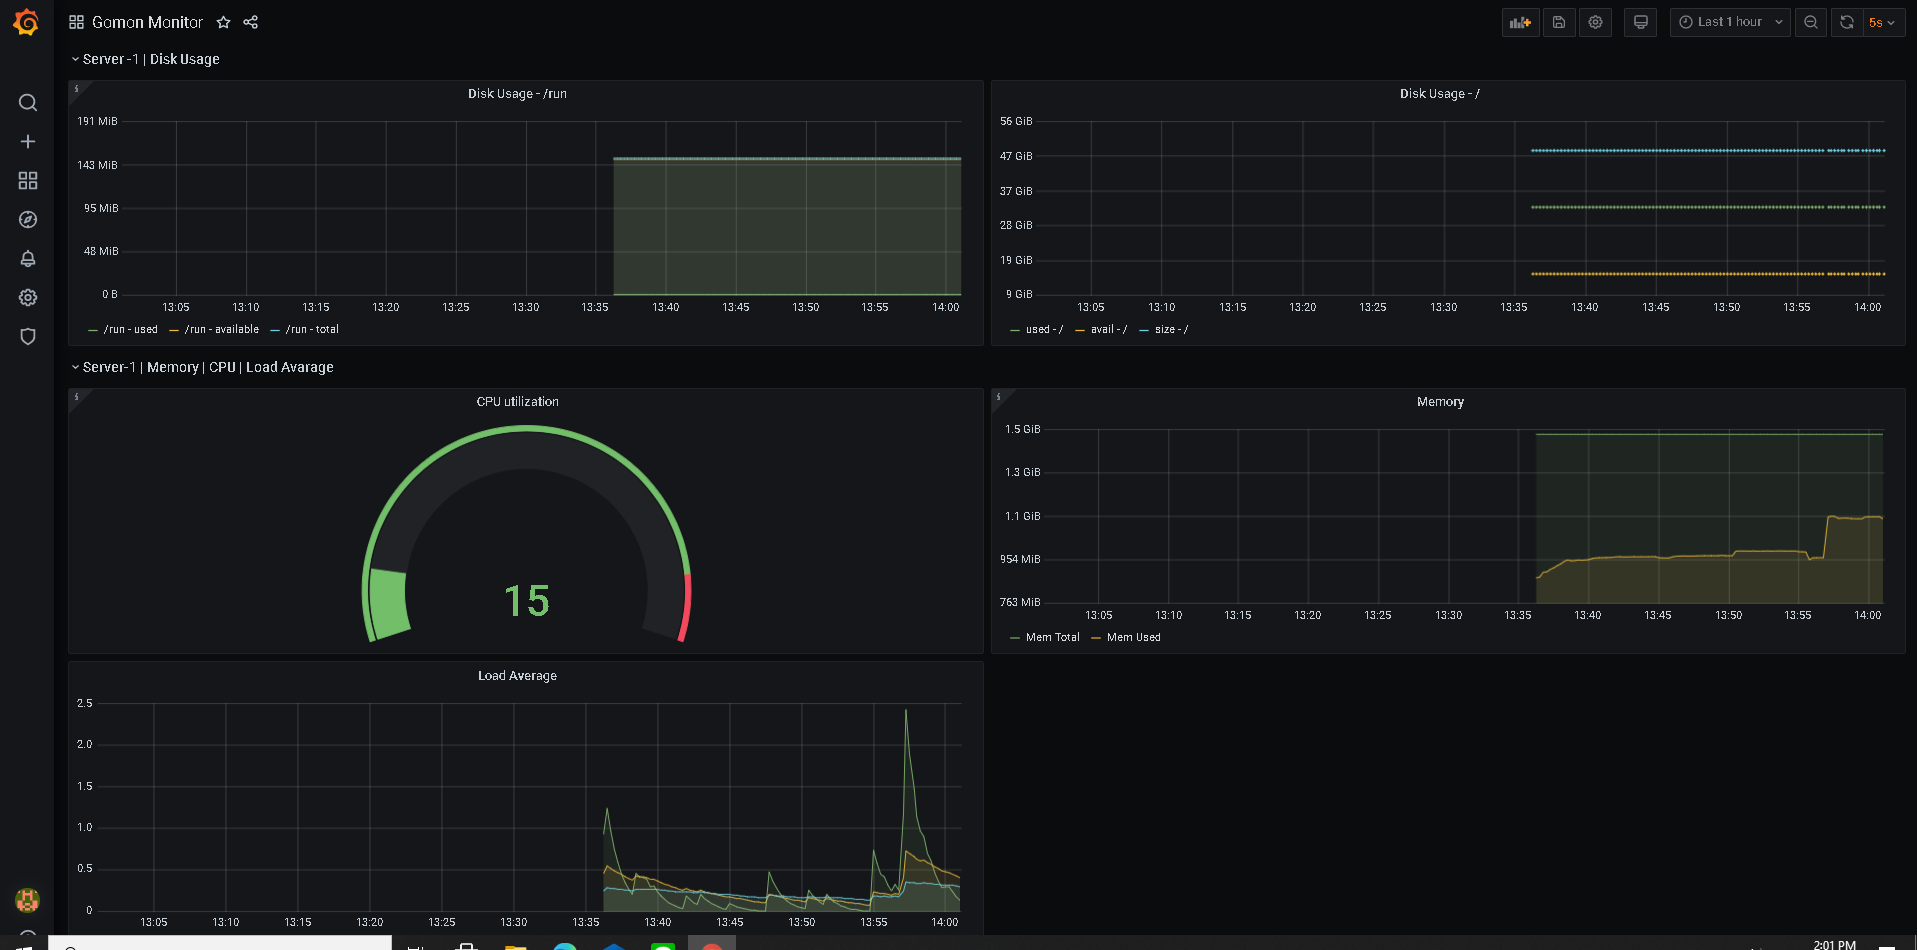 Gomon Monitor
Last 1 hour
5s
Server -1 | Disk Usage
Disk Usage - /run
191 MiB
143 MiB
95 MiB
48 MiB
0 B
13:05 13:10 13:15 13:20 13:25 13:30 13:35 13:40 13:45 13:50 13:55 14:00
/run - used /run - available /run - total
Disk Usage - /
56 GiB
47 GiB
37 GiB
28 GiB
19 GiB
9 GiB
13:05 13:10 13:15 13:20 13:25 13:30 13:35 13:40 13:45 13:50 13:55 14:00
used - / avail - / size - /
Server-1 | Memory | CPU | Load Avarage
CPU utilization
15
Memory
1.5 GiB
1.3 GiB
1.1 GiB
954 MiB
763 MiB
13:05 13:10 13:15 13:20 13:25 13:30 13:35 13:40 13:45 13:50 13:55 14:00
Mem Total Mem Used
Load Average
2.5
2.0
1.5
1.0
0.5
0
13:05 13:10 13:15 13:20 13:25 13:30 13:35 13:40 13:45 13:50 13:55 14:00
2:01 PM